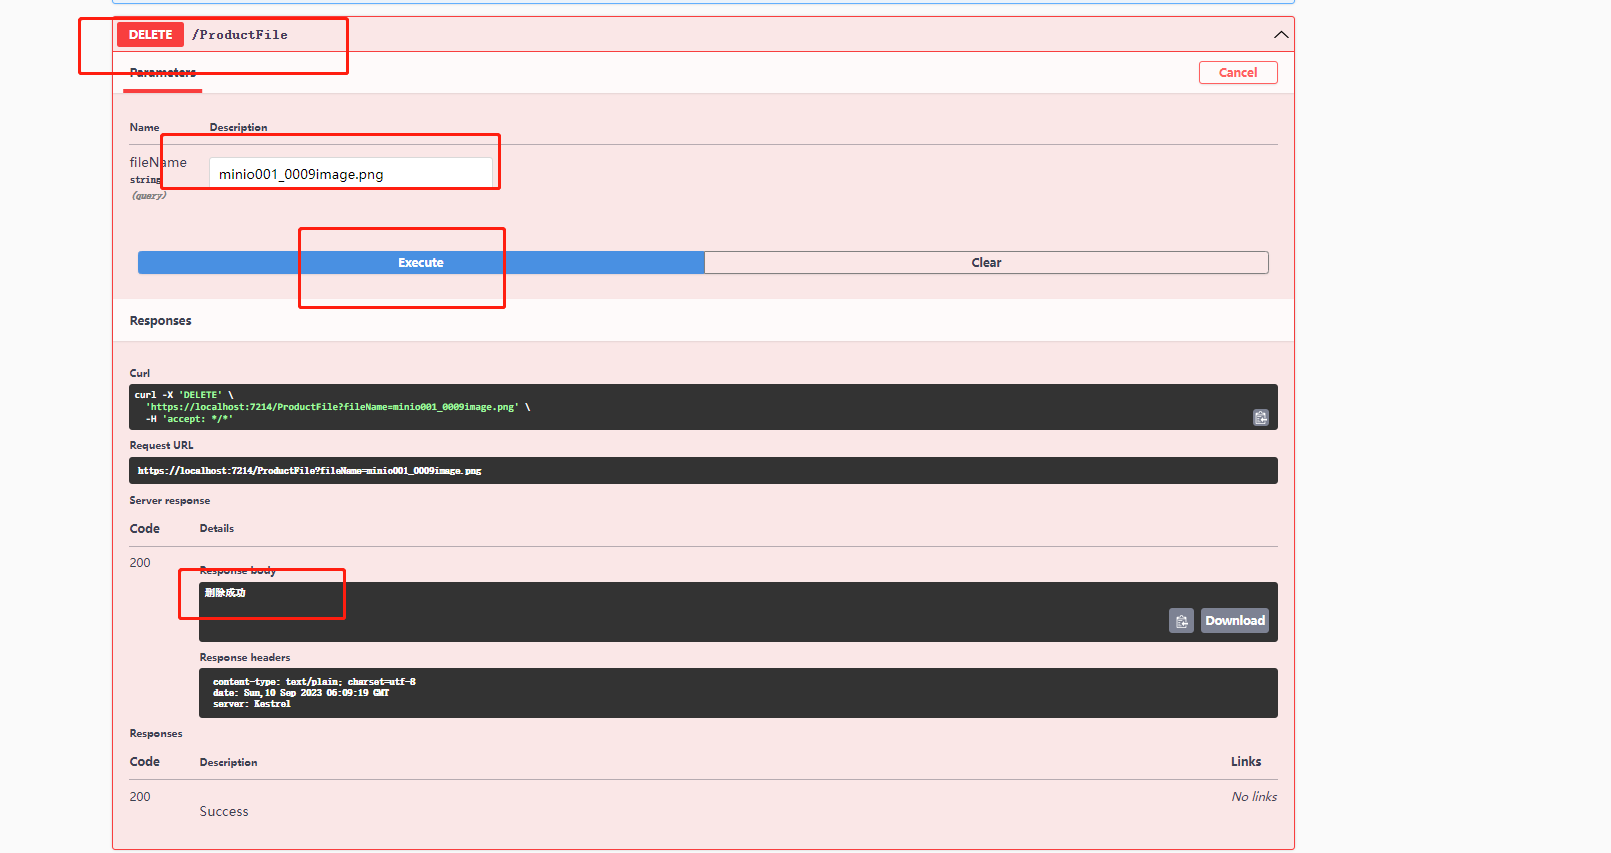 DELETE /ProductFile
Parameters
Cancel
Name Description
fileName
string
(query)
minio001_0009image.png
Execute
Clear
Responses
Curl
curl -X 'DELETE' \
'https://localhost:7214/ProductFile?fileName=minio001_0009image.png' \
-H 'accept: */*'
Request URL
https://localhost:7214/ProductFile?fileName=minio001_0009image.png
Server response
Code Details
200
Response body
删除成功
Download
Response headers
content-type: text/plain; charset=utf-8
date: Sun,10 Sep 2023 06:09:19 GMT
server: Kestrel
Responses
Code Description Links
200
Success
No links